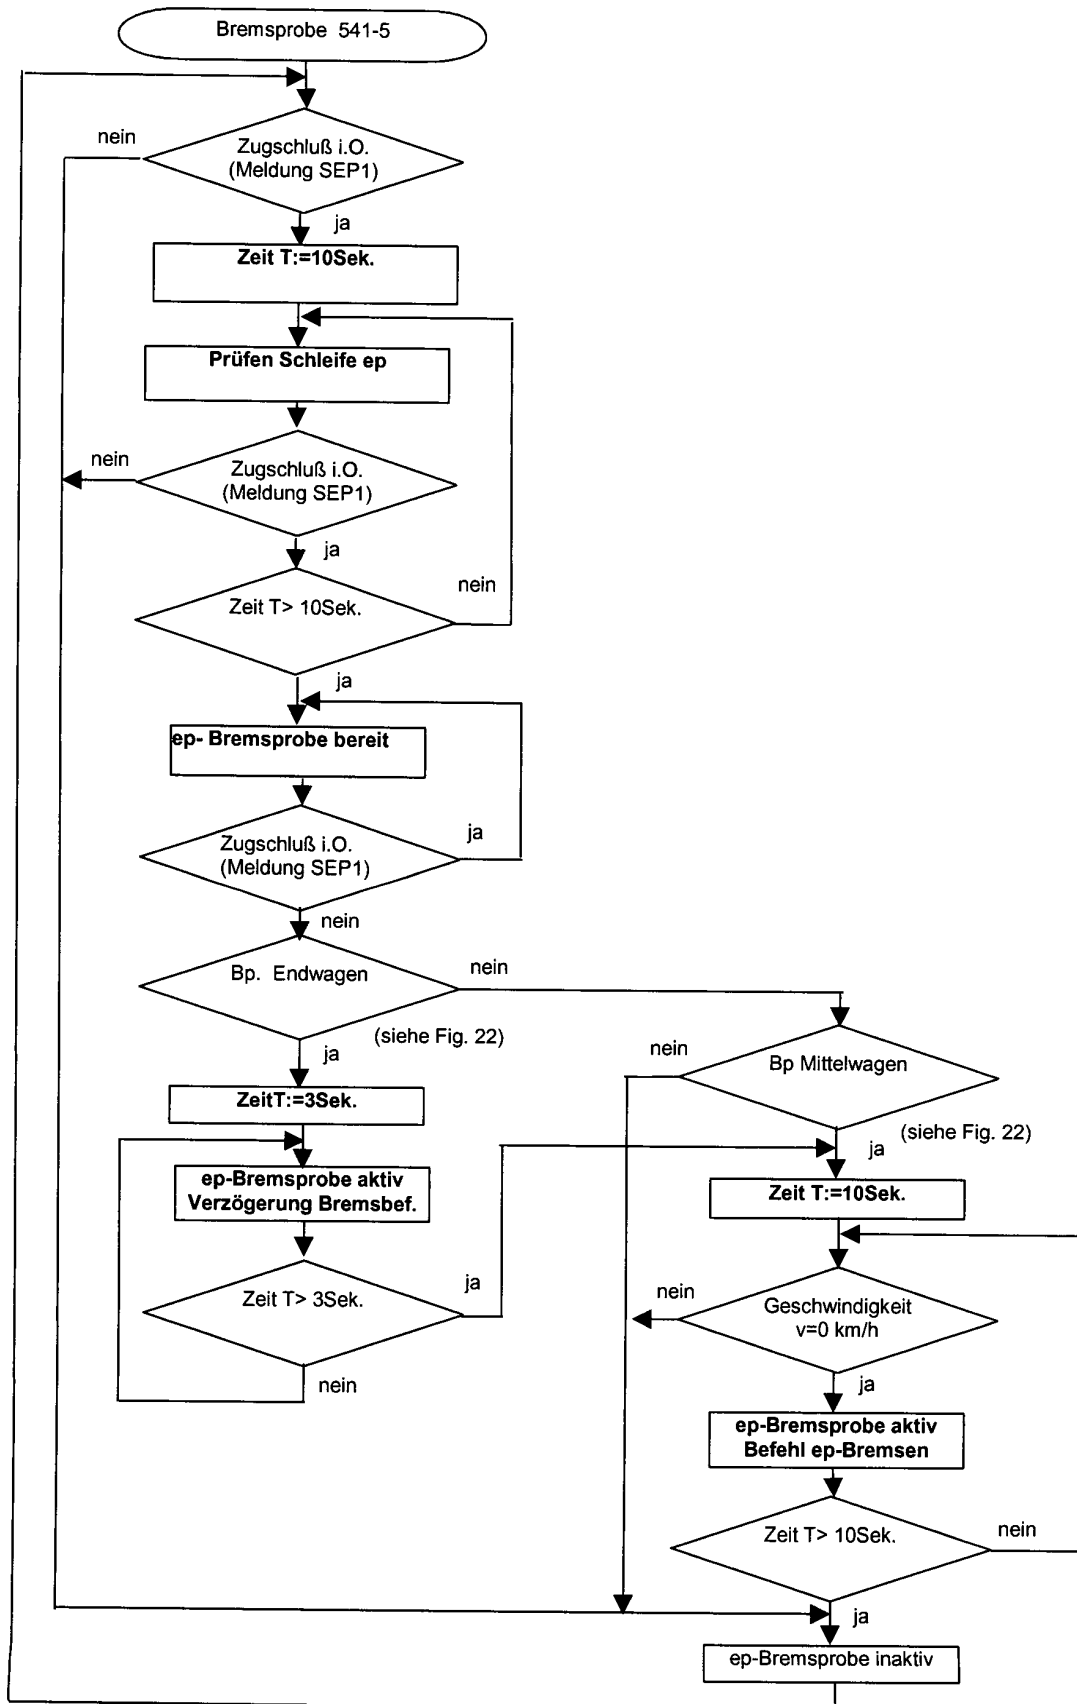 Bremsprobe 541-5
nein
Zugschluß i.O.
(Meldung SEP1)
ja
Zeit T:=10Sek.
Prüfen Schleife ep
nein
Zugschluß i.O.
(Meldung SEP1)
ja
nein
Zeit T> 10Sek.
ja
ep- Bremsprobe bereit
Zugschluß i.O.
(Meldung SEP1)
ja
nein
Bp. Endwagen
nein
(siehe Fig. 22)
ja
nein
Bp Mittelwagen
(siehe Fig. 22)
ja
ZeitT:=3Sek.
ep-Bremsprobe aktiv
Verzögerung Bremsbef.
Zeit T:=10Sek.
Zeit T> 3Sek.
ja
nein
nein
Geschwindigkeit
v=0 km/h
ja
ep-Bremsprobe aktiv
Befehl ep-Bremsen
Zeit T> 10Sek.
nein
ja
ep-Bremsprobe inaktiv